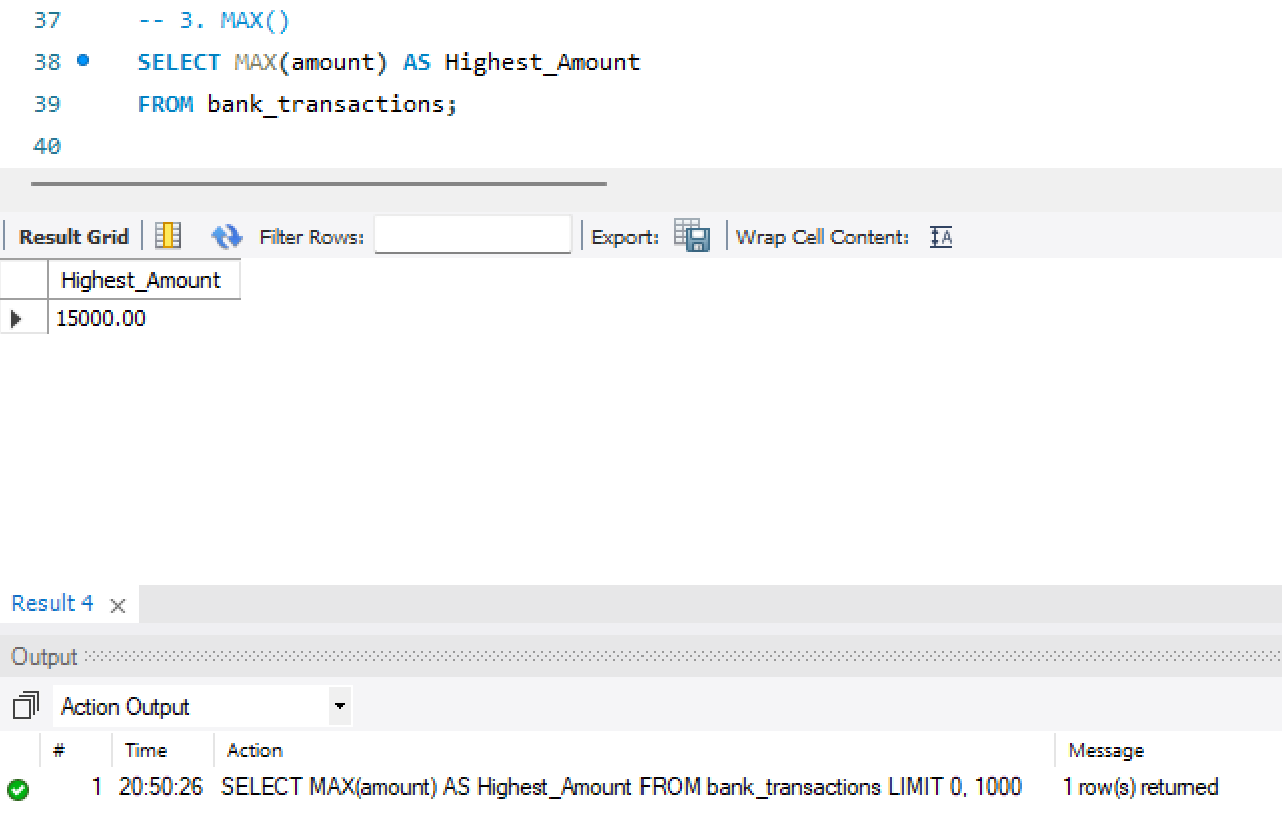 37 -- 3. MAX()
38 SELECT MAX(amount) AS Highest_Amount
39 FROM bank_transactions;
40
Result Grid Filter Rows: Export: Wrap Cell Content: IA
Highest_Amount
15000.00
Result 4 ×
Output
Action Output
# Time Action Message
1 20:50:26 SELECT MAX(amount) AS Highest_Amount FROM bank_transactions LIMIT 0, 1000 1 row(s) returned